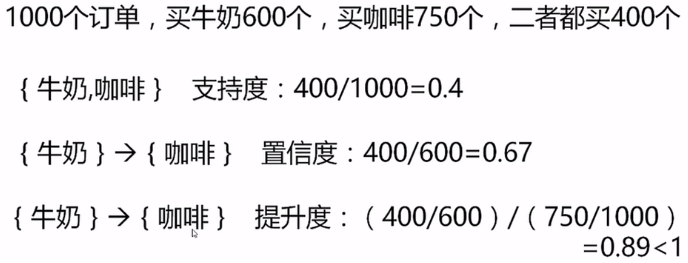 1000个订单，买牛奶600个，买咖啡750个，二者都买400个
{ 牛奶,咖啡 }　支持度：400/1000=0.4
{ 牛奶 } → { 咖啡 }　置信度：400/600=0.67
{ 牛奶 } → { 咖啡 }　提升度：（ 400/600 ）/（ 750/1000 ）
=0.89<1